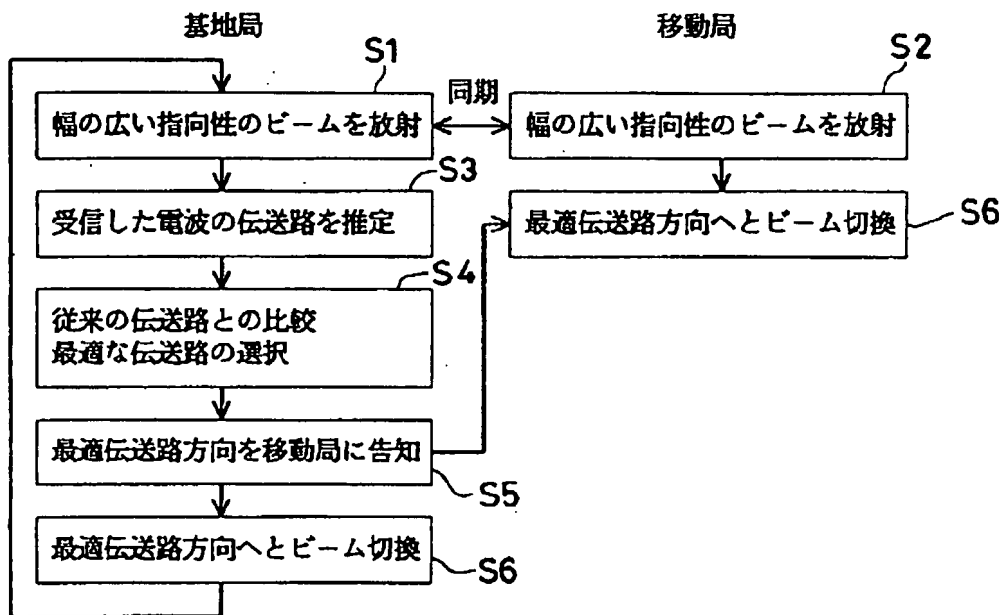 基地局
移動局
S1
S2
同期
幅の広い指向性のビームを放射
幅の広い指向性のビームを放射
S3
受信した電波の伝送路を推定
最適伝送路方向へとビーム切換
S6
S4
従来の伝送路との比較
最適な伝送路の選択
最適伝送路方向を移動局に告知
S5
最適伝送路方向へとビーム切換
S6